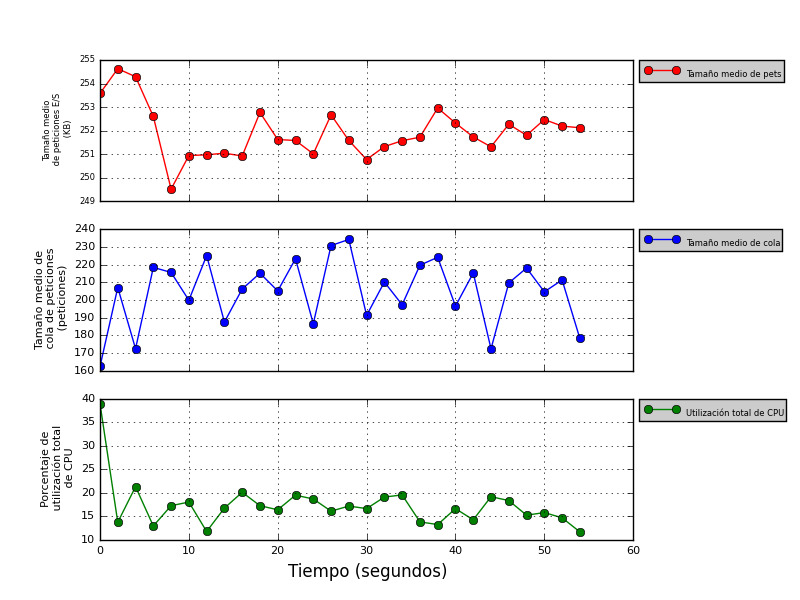 255
254
253
252
251
250
249
Tamaño medio
de peticiones E/S
(KB)
Tamaño medio de pets
240
230
220
210
200
190
180
170
160
Tamaño medio de
cola de peticiones
(peticiones)
Tamaño medio de cola
40
35
30
25
20
15
10
Porcentaje de
utilización total
de CPU
Utilización total de CPU
0 10 20 30 40 50 60
Tiempo (segundos)